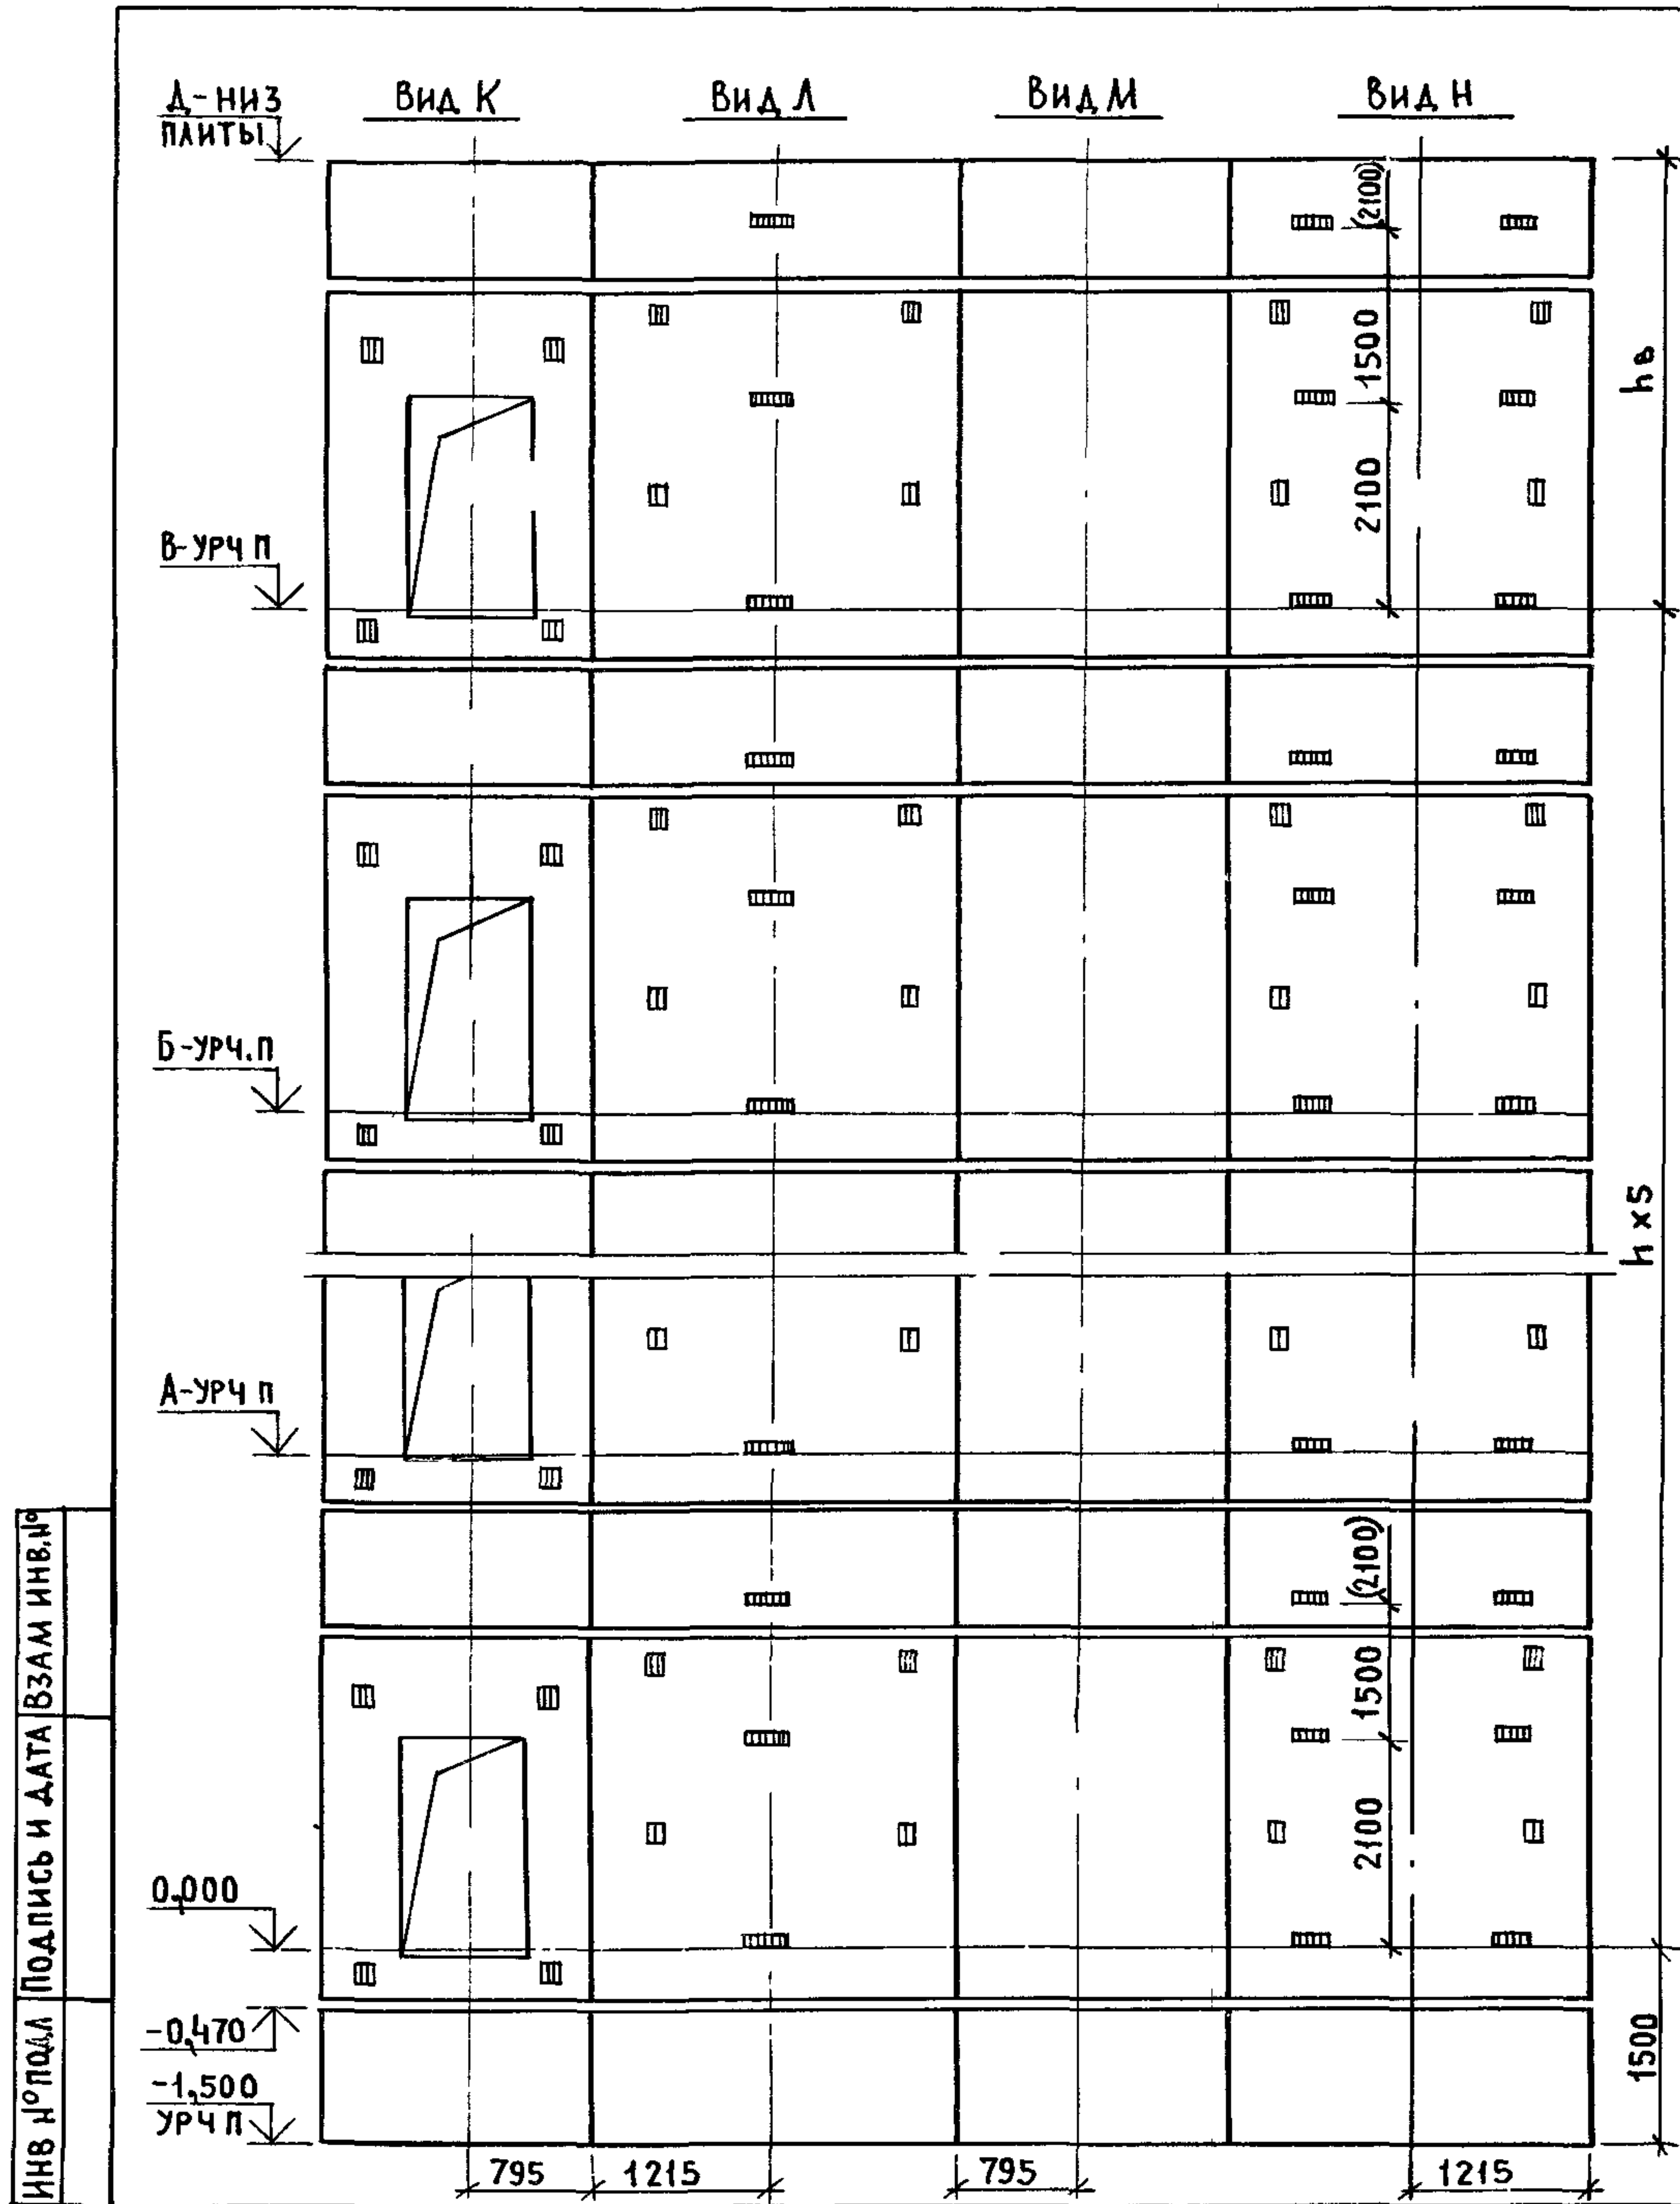 Д-НИЗ
ПЛИТЫ
ВИД К
ВИД Л
ВИД М
ВИД Н
(2100)
1500
2100
hв
В-УРЧ П
Б-УРЧ.П
h x5
А-УРЧ П
(2100)
1500
2100
0,000
-0,470
-1,500
УРЧ П
1500
795
1215
795
1215
ВЗАМ ИНВ.№
ПОДПИСЬ И ДАТА
ИНВ № ПОДЛ